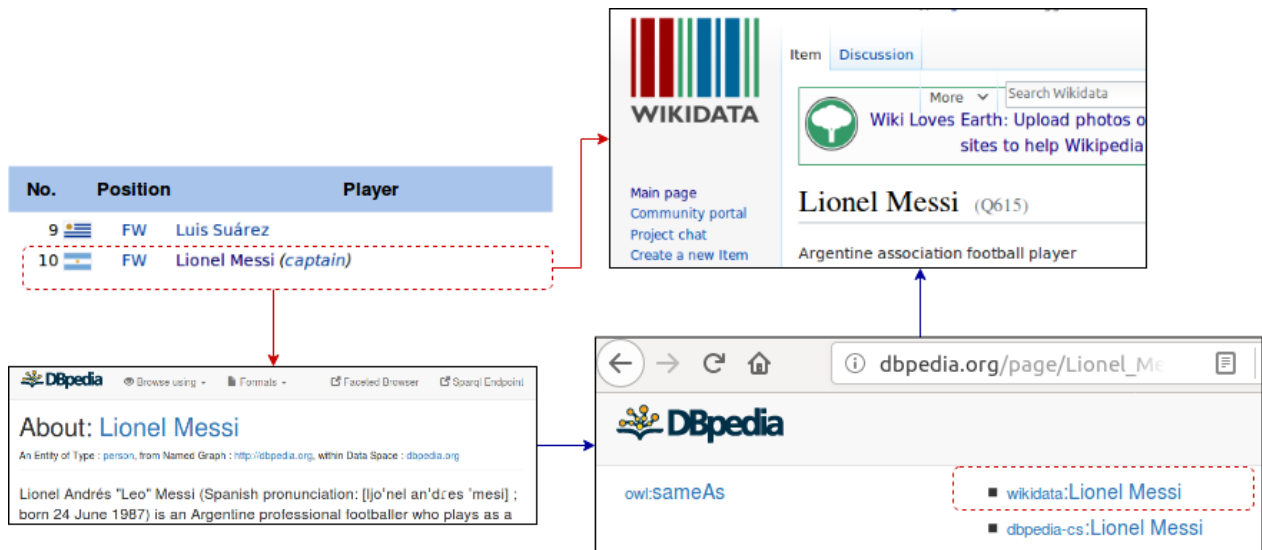 No. Position Player
9 FW Luis Suárez
10 FW Lionel Messi (captain)
WIKIDATA
Main page
Community portal
Project chat
Create a new Item
Item Discussion
More Search Wikidata
Wiki Loves Earth: Upload photos o
sites to help Wikipedia
Lionel Messi (Q615)
Argentine association football player
DBpedia Browse using Formats Faceted Browser Sparql Endpoint
About: Lionel Messi
An Entity of Type : person, from Named Graph : http://dbpedia.org, within Data Space : dbpedia.org
Lionel Andrés "Leo" Messi (Spanish pronunciation: [ljoˈnel anˈdɾes ˈmesi] ;
born 24 June 1987) is an Argentine professional footballer who plays as a
dbpedia.org/page/Lionel_Me
DBpedia
owl:sameAs
wikidata:Lionel Messi
dbpedia-cs:Lionel Messi